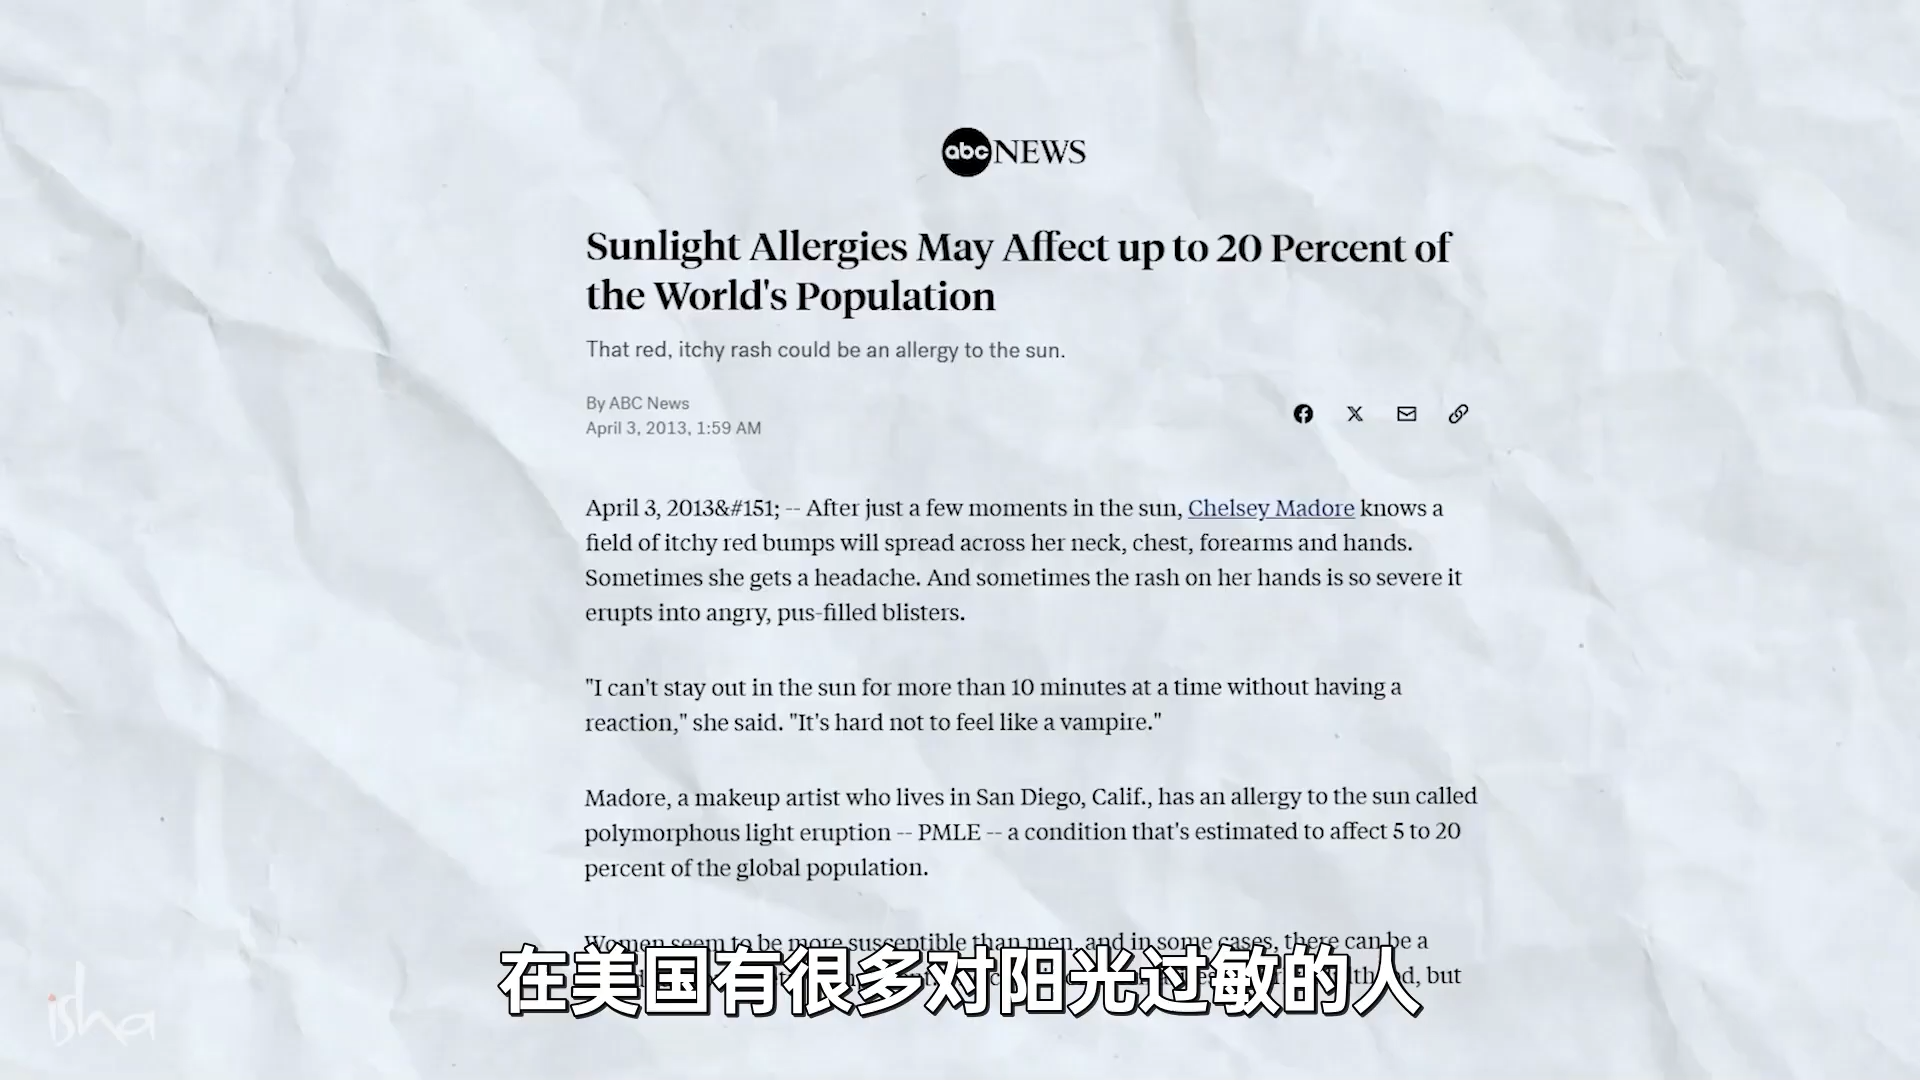 abc NEWS
Sunlight Allergies May Affect up to 20 Percent of
the World's Population
That red, itchy rash could be an allergy to the sun.
By ABC News
April 3, 2013, 1:59 AM
April 3, 2013&#151; -- After just a few moments in the sun, Chelsey Madore knows a
field of itchy red bumps will spread across her neck, chest, forearms and hands.
Sometimes she gets a headache. And sometimes the rash on her hands is so severe it
erupts into angry, pus-filled blisters.
"I can't stay out in the sun for more than 10 minutes at a time without having a
reaction," she said. "It's hard not to feel like a vampire."
Madore, a makeup artist who lives in San Diego, Calif., has an allergy to the sun called
polymorphous light eruption -- PMLE -- a condition that's estimated to affect 5 to 20
percent of the global population.
Women seem to be more susceptible than men, and in some cases, there can be a
but
在美国有很多对阳光过敏的人
isha